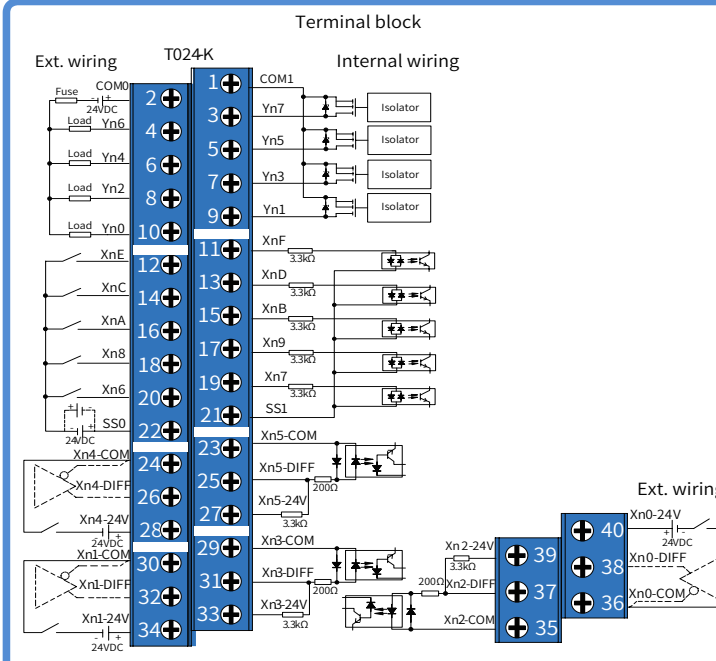 Terminal block
Ext. wiring
T024-K
Internal wiring
COM0
Fuse
24VDC
Load
Yn6
Load
Yn4
Load
Yn2
Load
Yn0
XnE
XnC
XnA
Xn8
Xn6
SS0
24VDC
Xn4-COM
Xn4-DIFF
Xn4-24V
24VDC
Xn1-COM
Xn1-DIFF
Xn1-24V
24VDC
2
4
6
8
10
12
14
16
18
20
22
24
26
28
30
32
34
1
3
5
7
9
11
13
15
17
19
21
23
25
27
29
31
33
COM1
Yn7
Isolator
Yn5
Isolator
Yn3
Isolator
Yn1
Isolator
XnF
3.3kΩ
XnD
3.3kΩ
XnB
3.3kΩ
Xn9
3.3kΩ
Xn7
3.3kΩ
SS1
Xn5-COM
Xn5-DIFF
200Ω
Xn5-24V
3.3kΩ
Xn3-COM
Xn3-DIFF
200Ω
Xn3-24V
3.3kΩ
Xn2-24V
3.3kΩ
200Ω
Xn2-DIFF
Xn2-COM
39
37
35
40
38
36
Ext. wiring
Xn0-24V
24VDC
Xn0-DIFF
Xn0-COM